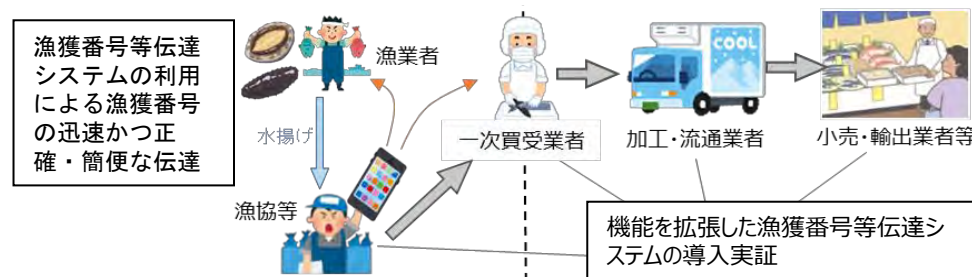 漁獲番号等伝達
システムの利用
による漁獲番号
の迅速かつ正
確・簡便な伝達
漁業者
水揚げ
漁協等
一次買受業者
COOL
加工・流通業者
小売・輸出業者等
機能を拡張した漁獲番号等伝達シ
ステムの導入実証